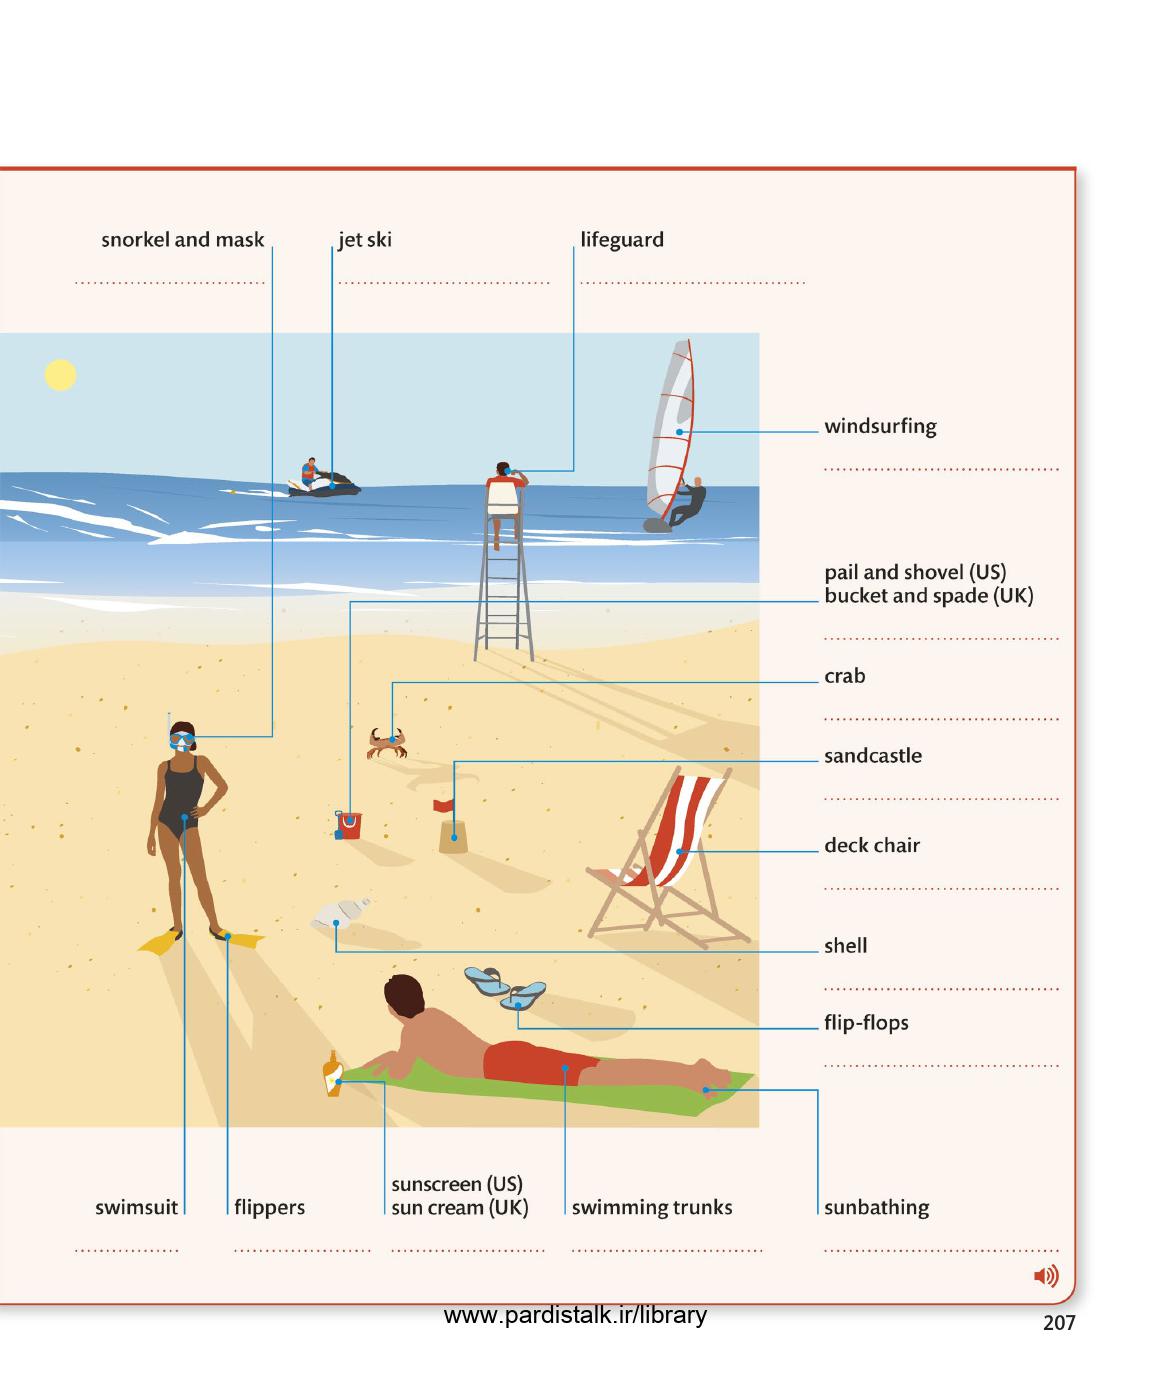 snorkel and mask
jet ski
lifeguard
windsurfing
pail and shovel (US)
bucket and spade (UK)
crab
sandcastle
deck chair
shell
flip-flops
swimsuit
flippers
sunscreen (US)
sun cream (UK)
swimming trunks
sunbathing
www.pardistalk.ir/library
207